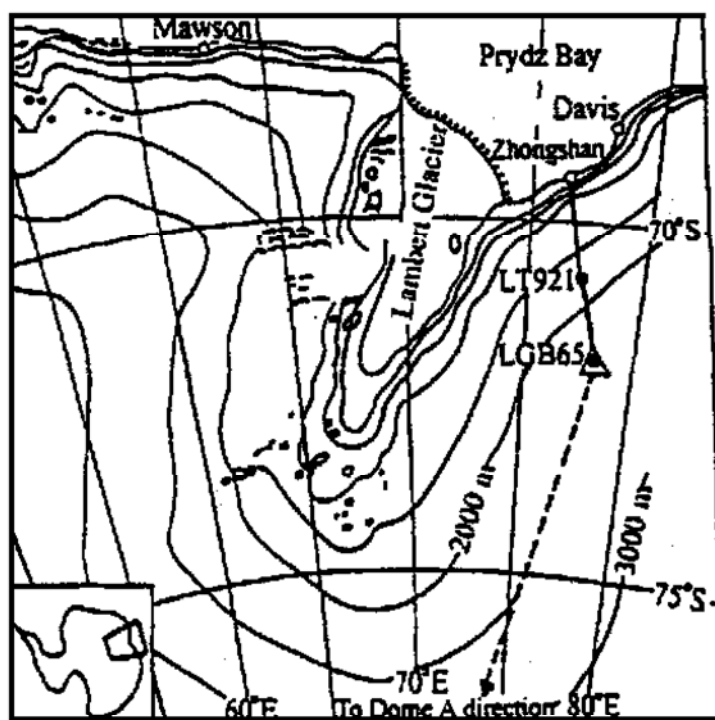 Mawson
Prydz Bay
Davis
Zhongshan
Lambert Glacier
70°S
LT921
LGB65
2000 m
3000 m
75°S
70°E
60°E
To Dome A direction
80°E